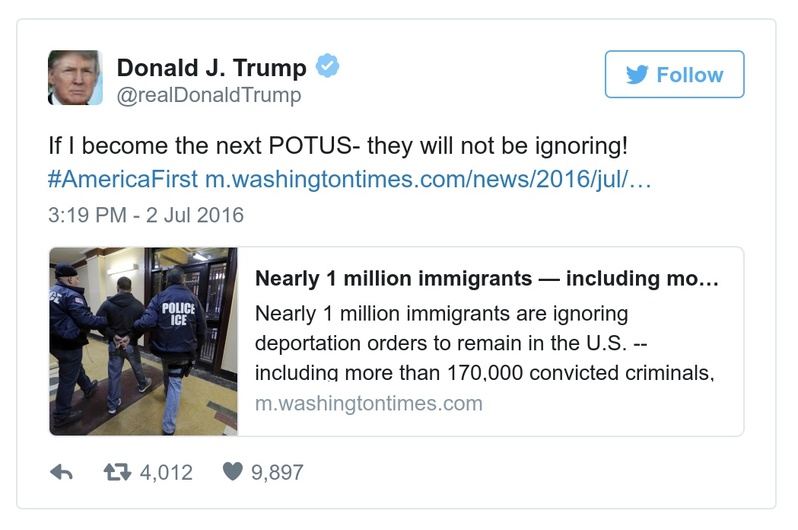 Donald J. Trump
@realDonaldTrump
Follow
If I become the next POTUS- they will not be ignoring!
#AmericaFirst m.washingtontimes.com/news/2016/jul/…
3:19 PM - 2 Jul 2016
Nearly 1 million immigrants — including mo…
Nearly 1 million immigrants are ignoring
deportation orders to remain in the U.S. --
including more than 170,000 convicted criminals,
m.washingtontimes.com
CE
POLICE
ICE
4,012 9,897